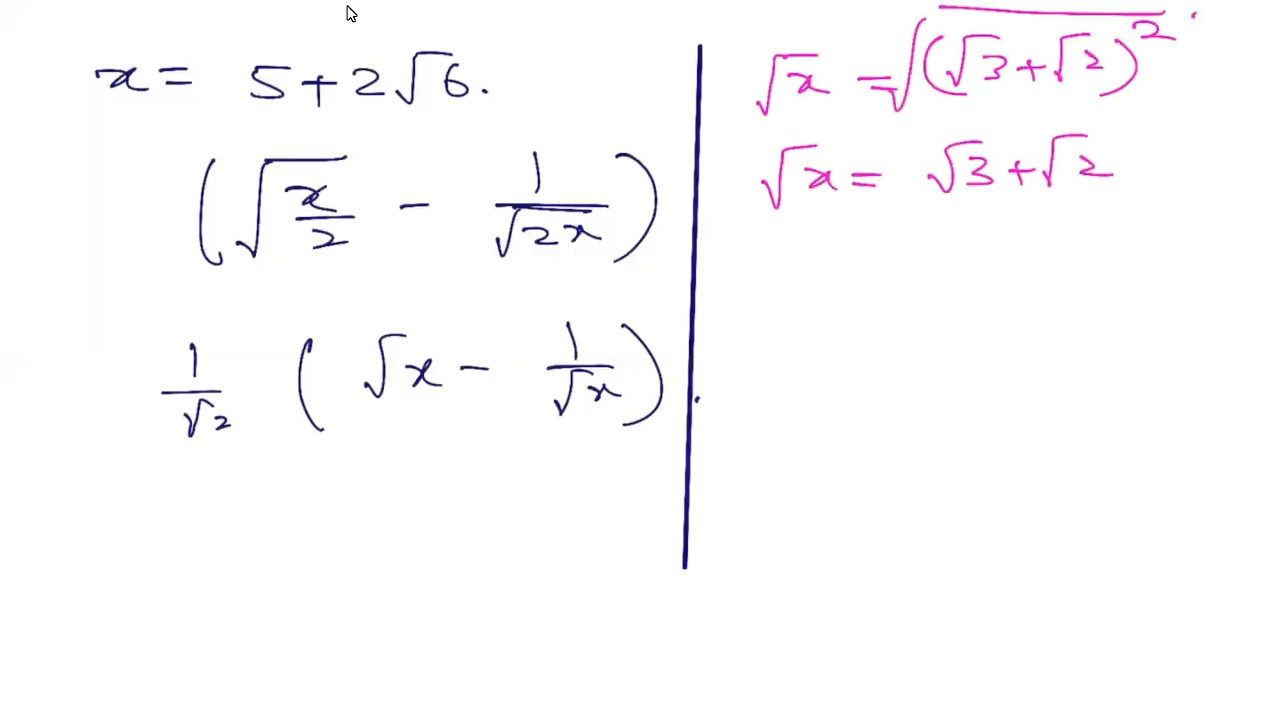 x = 5+2√6.
(√(x/2) - 1/√(2x))
1/√2 (√x - 1/√x).
√x = √((√3+√2)²)
√x = √3+√2